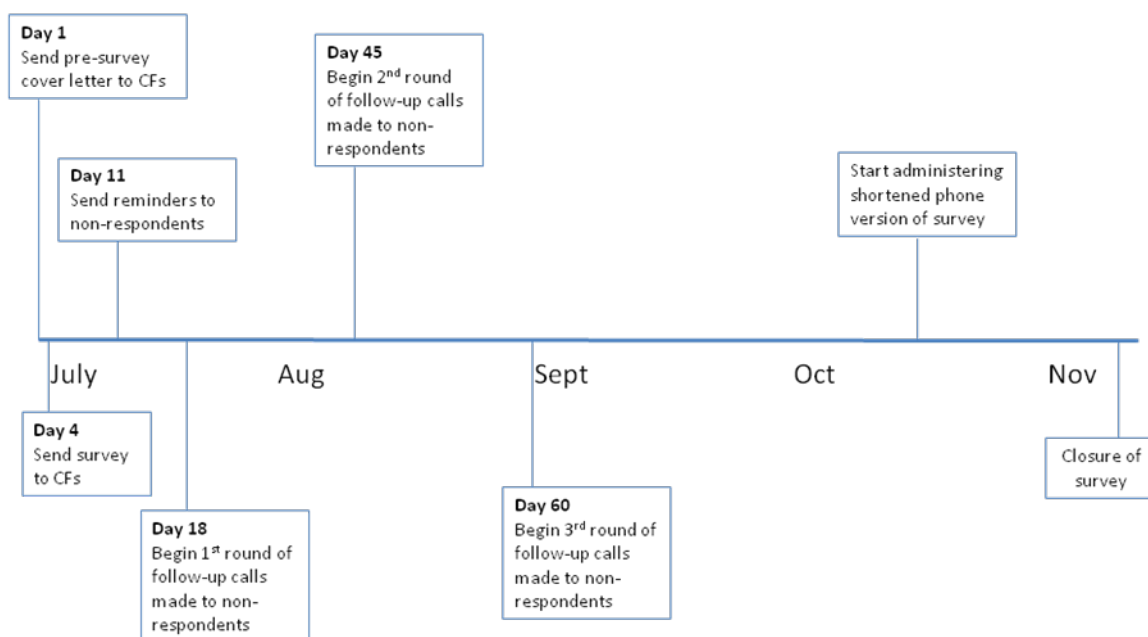 Day 1
Send pre-survey
cover letter to CFs
Day 45
Begin 2nd round
of follow-up calls
made to non-
respondents
Day 11
Send reminders to
non-respondents
Start administering
shortened phone
version of survey
July
Aug
Sept
Oct
Nov
Day 4
Send survey
to CFs
Closure of
survey
Day 18
Begin 1st round of
follow-up calls
made to non-
respondents
Day 60
Begin 3rd round of
follow-up calls
made to non-
respondents